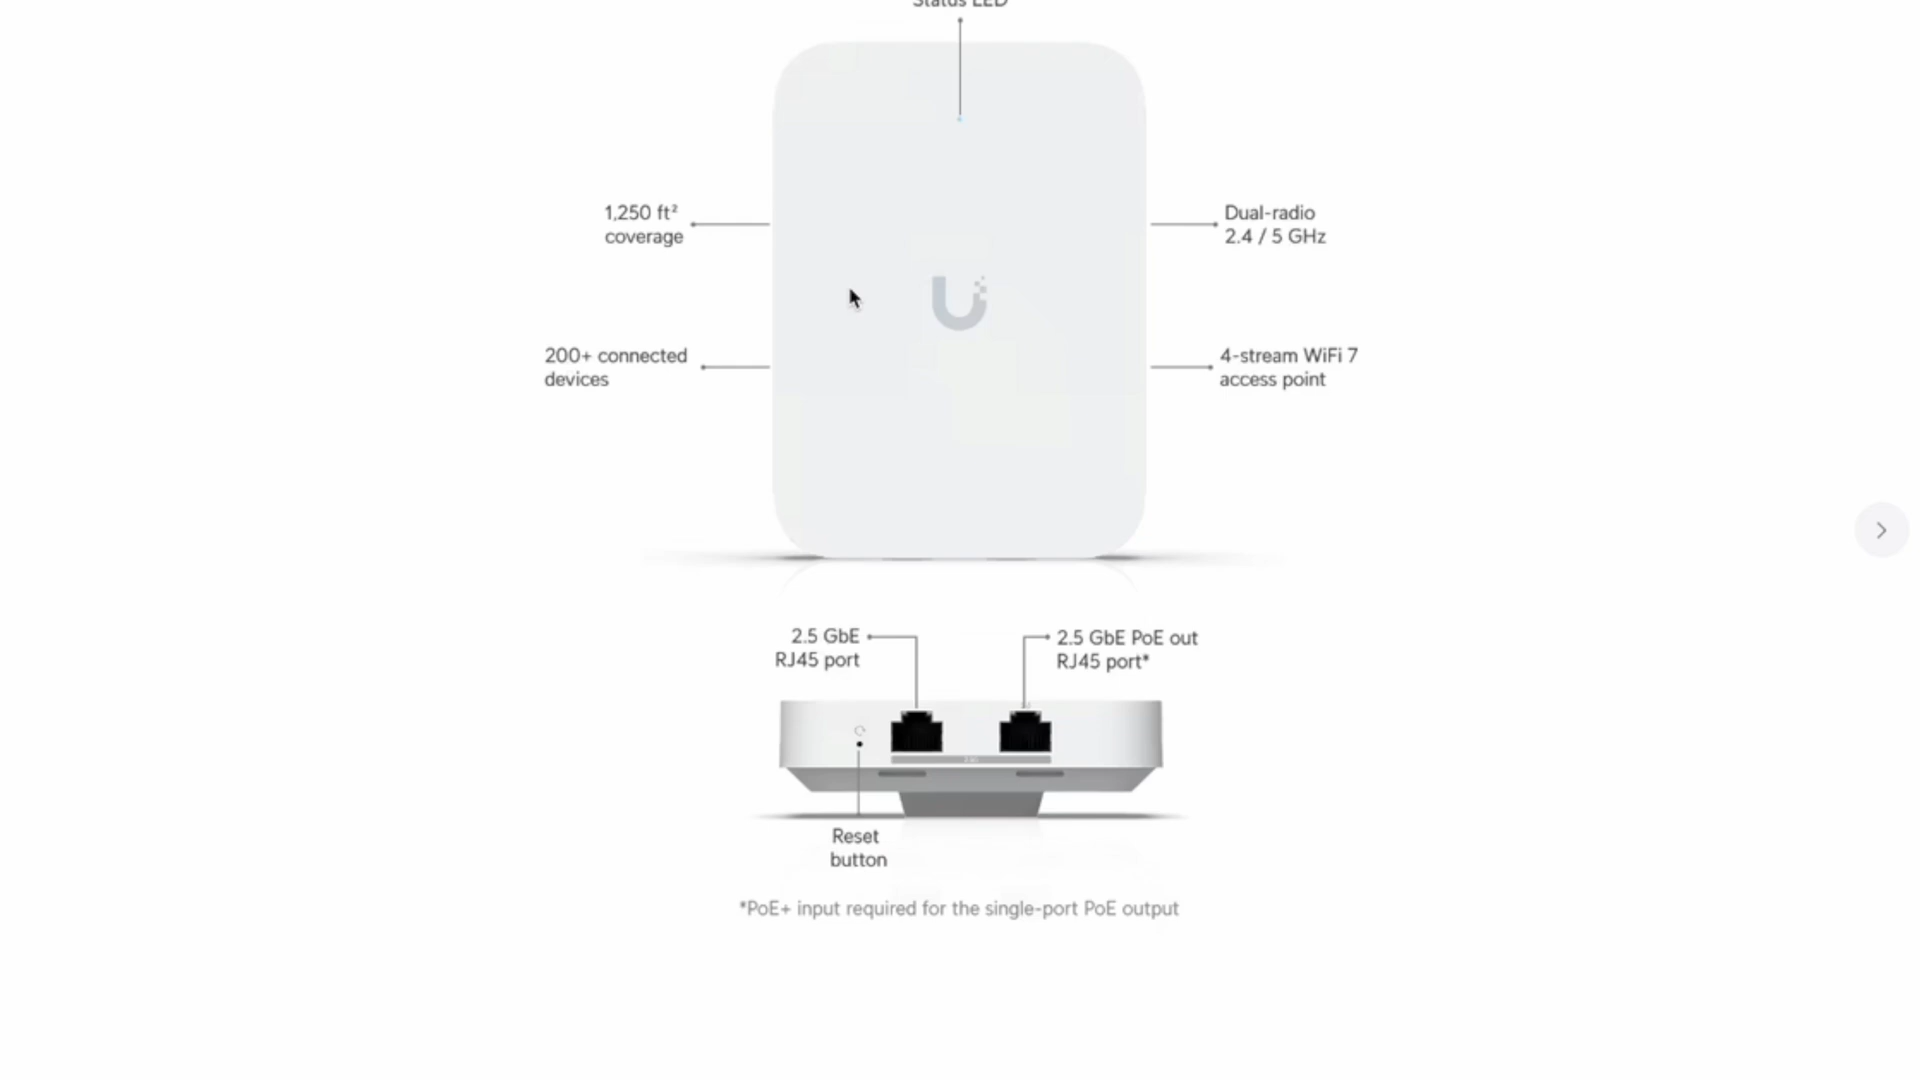 Status LED
1,250 ft²
coverage
Dual-radio
2.4 / 5 GHz
200+ connected
devices
4-stream WiFi 7
access point
2.5 GbE
RJ45 port
2.5 GbE PoE out
RJ45 port*
Reset
button
*PoE+ input required for the single-port PoE output